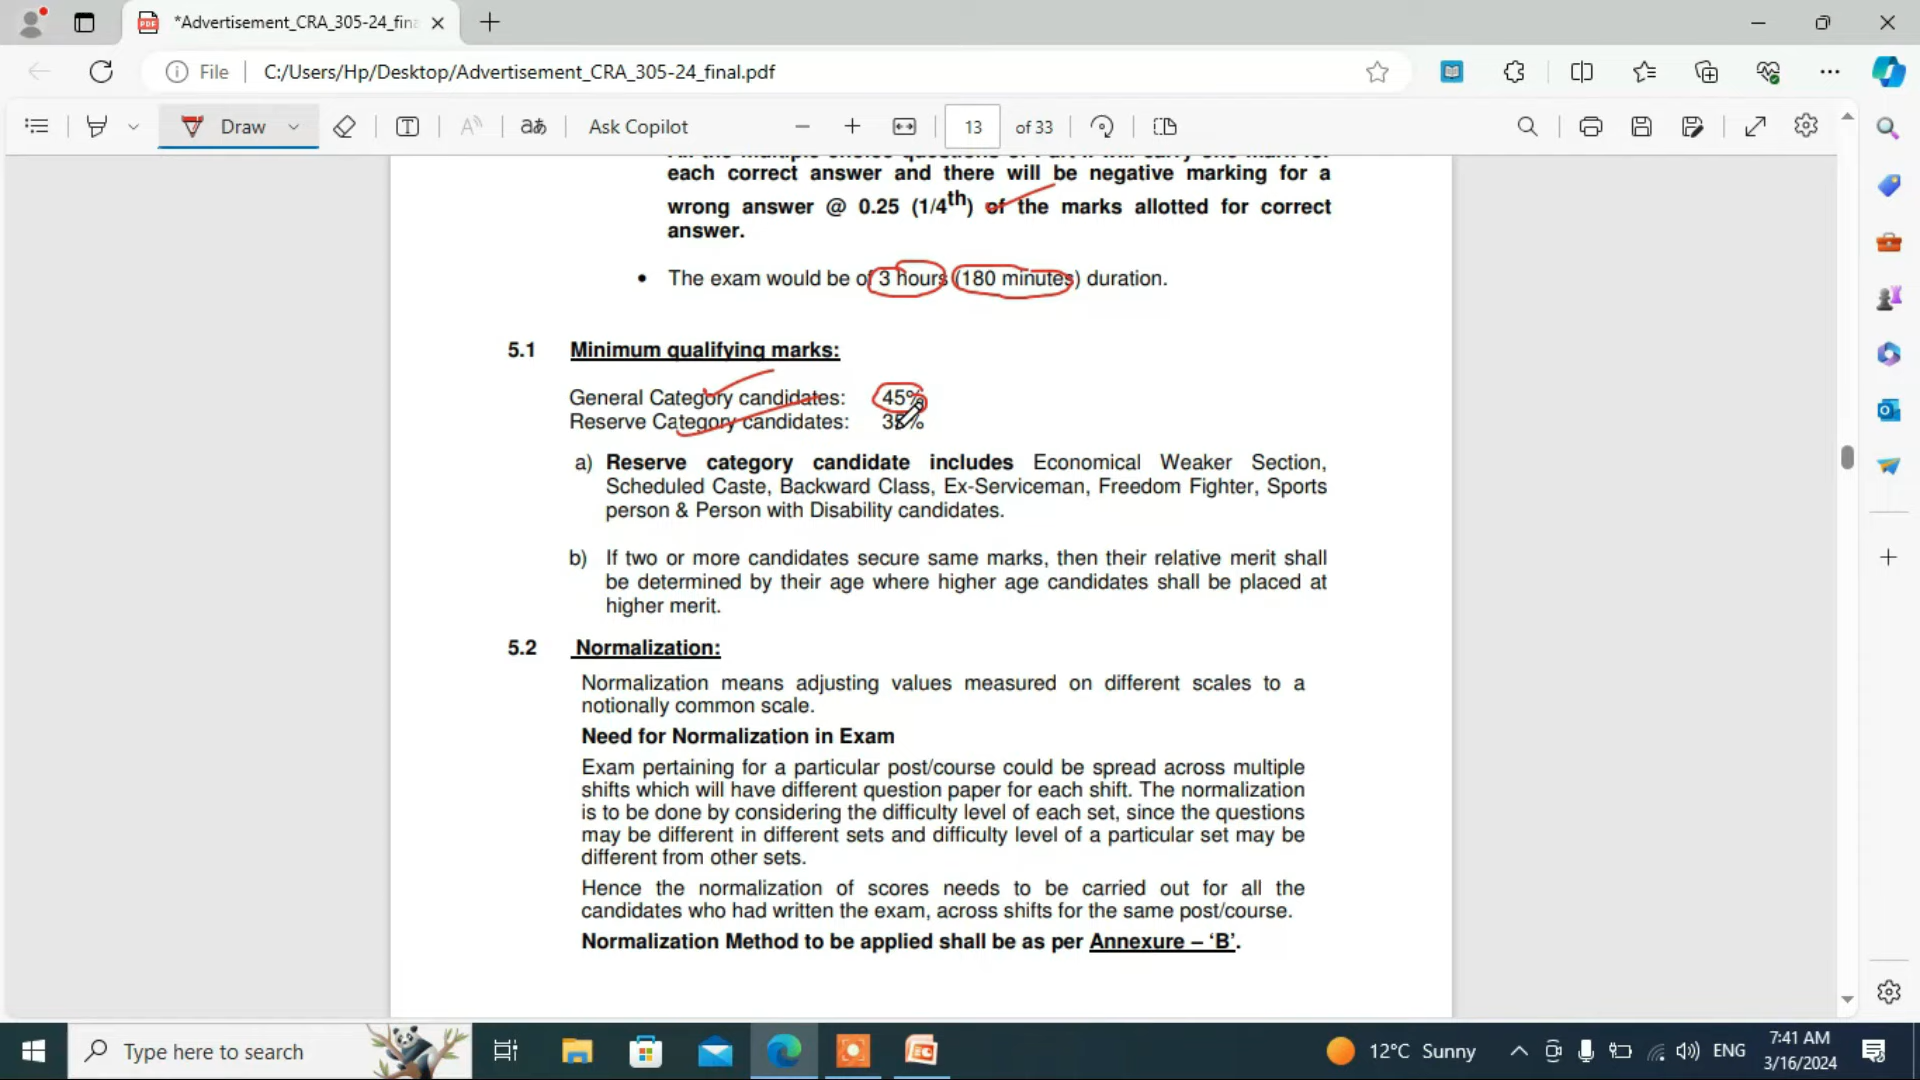 *Advertisement_CRA_305-24_fin
File
C:/Users/Hp/Desktop/Advertisement_CRA_305-24_final.pdf
Draw
Ask Copilot
13
of 33
each correct answer and there will be negative marking for a
wrong answer @ 0.25 (1/4th) of the marks allotted for correct
answer.
• The exam would be of 3 hours (180 minutes) duration.
5.1 Minimum qualifying marks:
General Category candidates: 45%
Reserve Category candidates: 35%
a) Reserve category candidate includes Economical Weaker Section,
Scheduled Caste, Backward Class, Ex-Serviceman, Freedom Fighter, Sports
person & Person with Disability candidates.
b) If two or more candidates secure same marks, then their relative merit shall
be determined by their age where higher age candidates shall be placed at
higher merit.
5.2 Normalization:
Normalization means adjusting values measured on different scales to a
notionally common scale.
Need for Normalization in Exam
Exam pertaining for a particular post/course could be spread across multiple
shifts which will have different question paper for each shift. The normalization
is to be done by considering the difficulty level of each set, since the questions
may be different in different sets and difficulty level of a particular set may be
different from other sets.
Hence the normalization of scores needs to be carried out for all the
candidates who had written the exam, across shifts for the same post/course.
Normalization Method to be applied shall be as per Annexure – ‘B’.
Type here to search
12°C Sunny
ENG
7:41 AM
3/16/2024